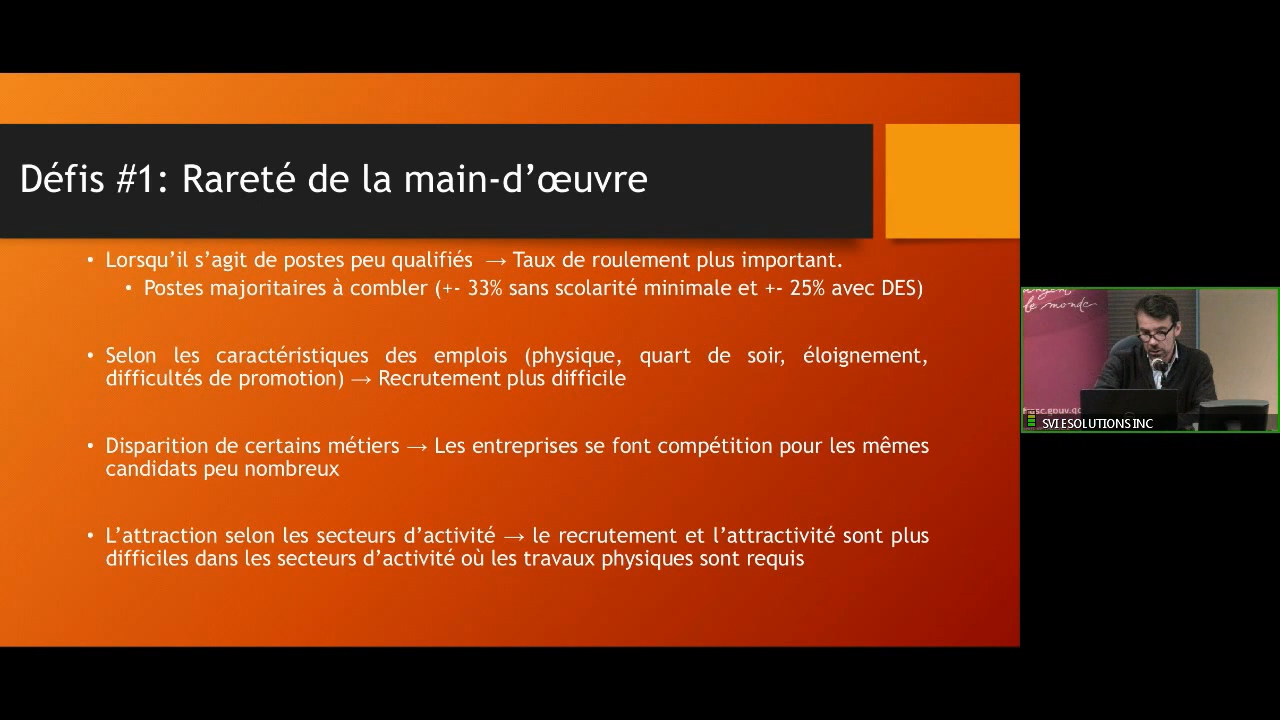 Défis #1: Rareté de la main-d’œuvre
• Lorsqu’il s’agit de postes peu qualifiés → Taux de roulement plus important.
• Postes majoritaires à combler (+- 33% sans scolarité minimale et +- 25% avec DES)
• Selon les caractéristiques des emplois (physique, quart de soir, éloignement,
difficultés de promotion) → Recrutement plus difficile
• Disparition de certains métiers → Les entreprises se font compétition pour les mêmes
candidats peu nombreux
• L’attraction selon les secteurs d’activité → le recrutement et l’attractivité sont plus
difficiles dans les secteurs d’activité où les travaux physiques sont requis
le monde
SVI ESOLUTIONS INC